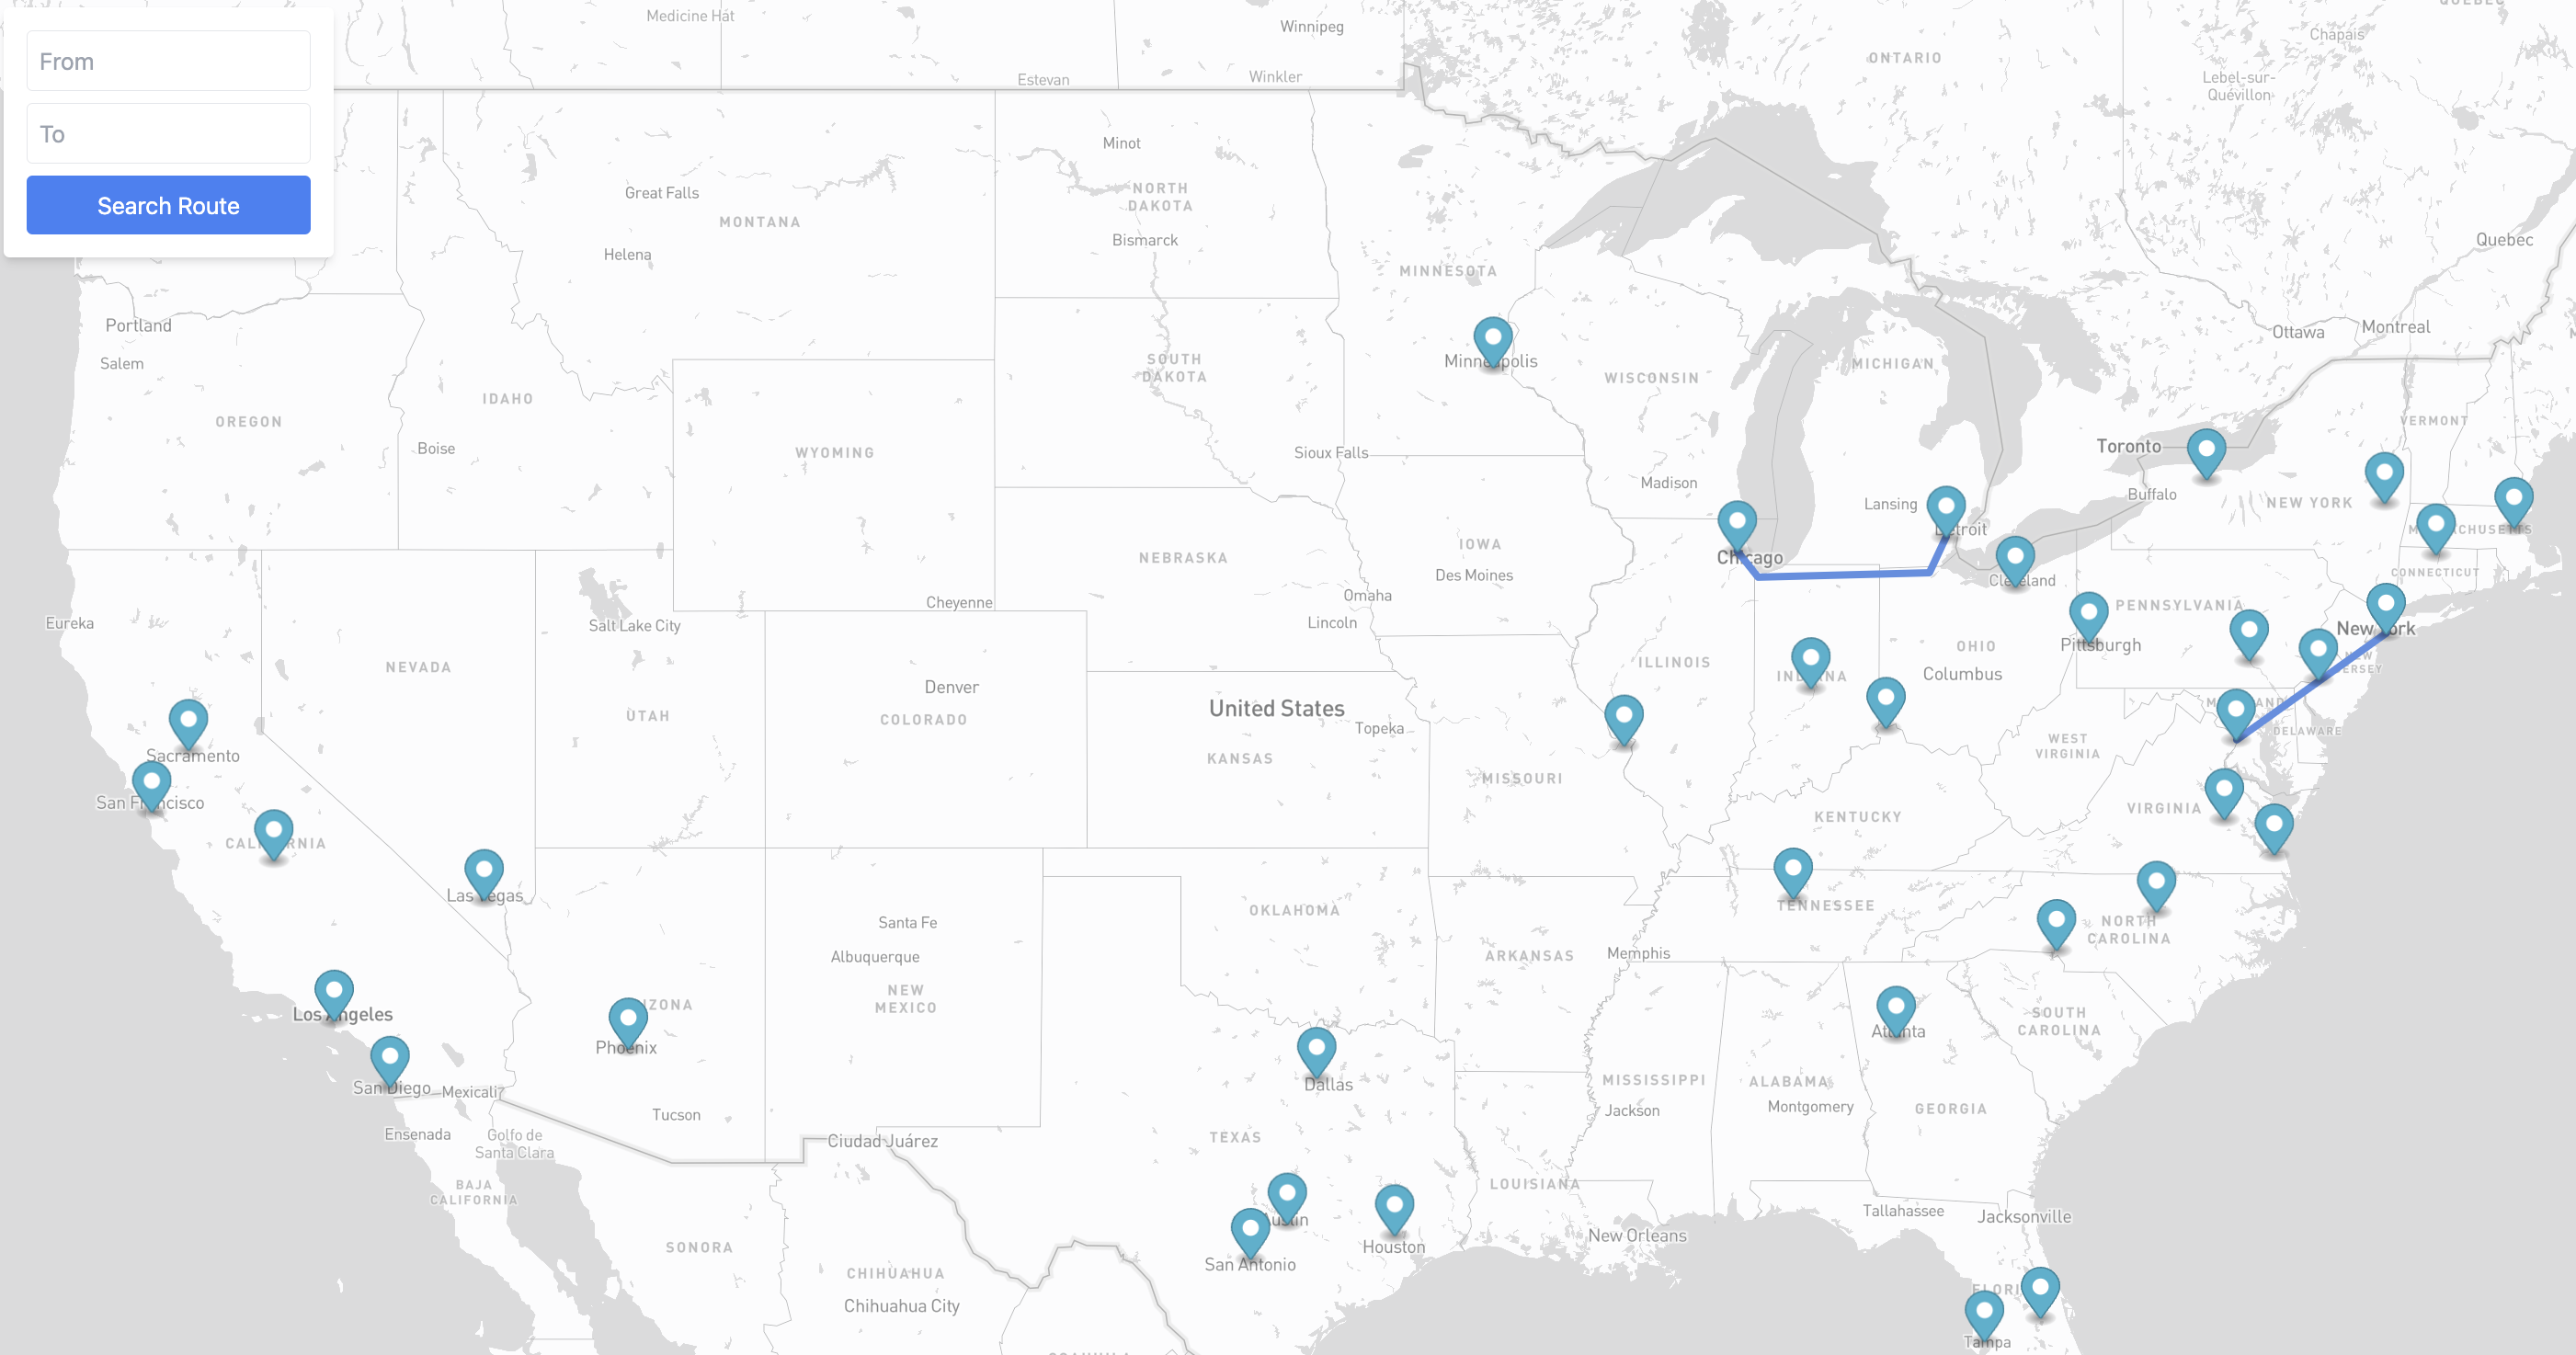 Medicine Hat
Winnipeg
Chapais
From
ONTARIO
Estevan
Winkler
Lebel-sur-
Quévillon
To
Minot
Search Route
Great Falls
MONTANA
NORTH
DAKOTA
Helena
Bismarck
Quebec
MINNESOTA
Portland
Salem
Ottawa
Montreal
Minneapolis
SOUTH
DAKOTA
WISCONSIN
MICHIGAN
IDAHO
OREGON
VERMONT
Boise
WYOMING
Sioux Falls
Toronto
Madison
Lansing
Buffalo
NEW YORK
Detroit
MASSACHUSETTS
NEBRASKA
IOWA
Chicago
Des Moines
Cleveland
CONNECTICUT
Cheyenne
Omaha
PENNSYLVANIA
Eureka
Salt Lake City
Lincoln
New York
NEVADA
ILLINOIS
OHIO
Pittsburgh
NEW
JERSEY
INDIANA
Columbus
Denver
United States
UTAH
COLORADO
Topeka
MARYLAND
DELAWARE
WEST
VIRGINIA
Sacramento
KANSAS
MISSOURI
San Francisco
VIRGINIA
KENTUCKY
CALIFORNIA
Las Vegas
TENNESSEE
OKLAHOMA
Santa Fe
NORTH
CAROLINA
Albuquerque
ARKANSAS
Memphis
NEW
MEXICO
ARIZONA
Los Angeles
SOUTH
CAROLINA
Atlanta
Phoenix
San Diego
Mexicali
Dallas
MISSISSIPPI
ALABAMA
Tucson
Jackson
Montgomery
GEORGIA
Ensenada
Golfo de
Santa Clara
Ciudad Juárez
TEXAS
BAJA
CALIFORNIA
LOUISIANA
Austin
Tallahassee
Jacksonville
SONORA
Houston
New Orleans
San Antonio
CHIHUAHUA
FLORIDA
Chihuahua City
Tampa